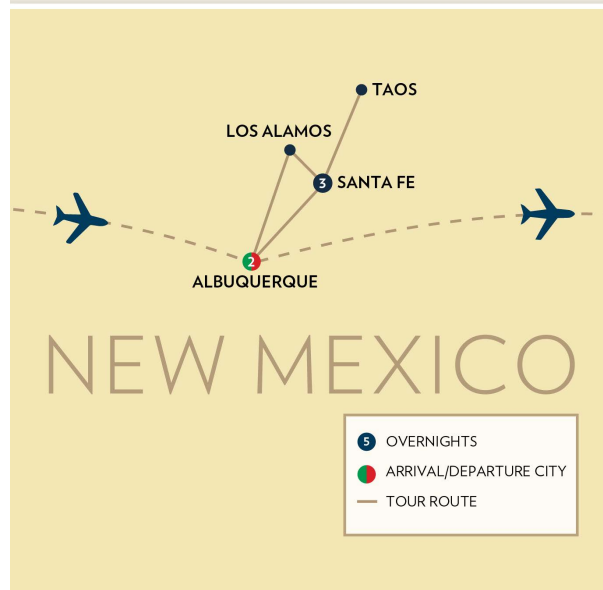 TAOS
LOS ALAMOS
3 SANTA FE
2
ALBUQUERQUE
NEW MEXICO
5 OVERNIGHTS
ARRIVAL/DEPARTURE CITY
TOUR ROUTE